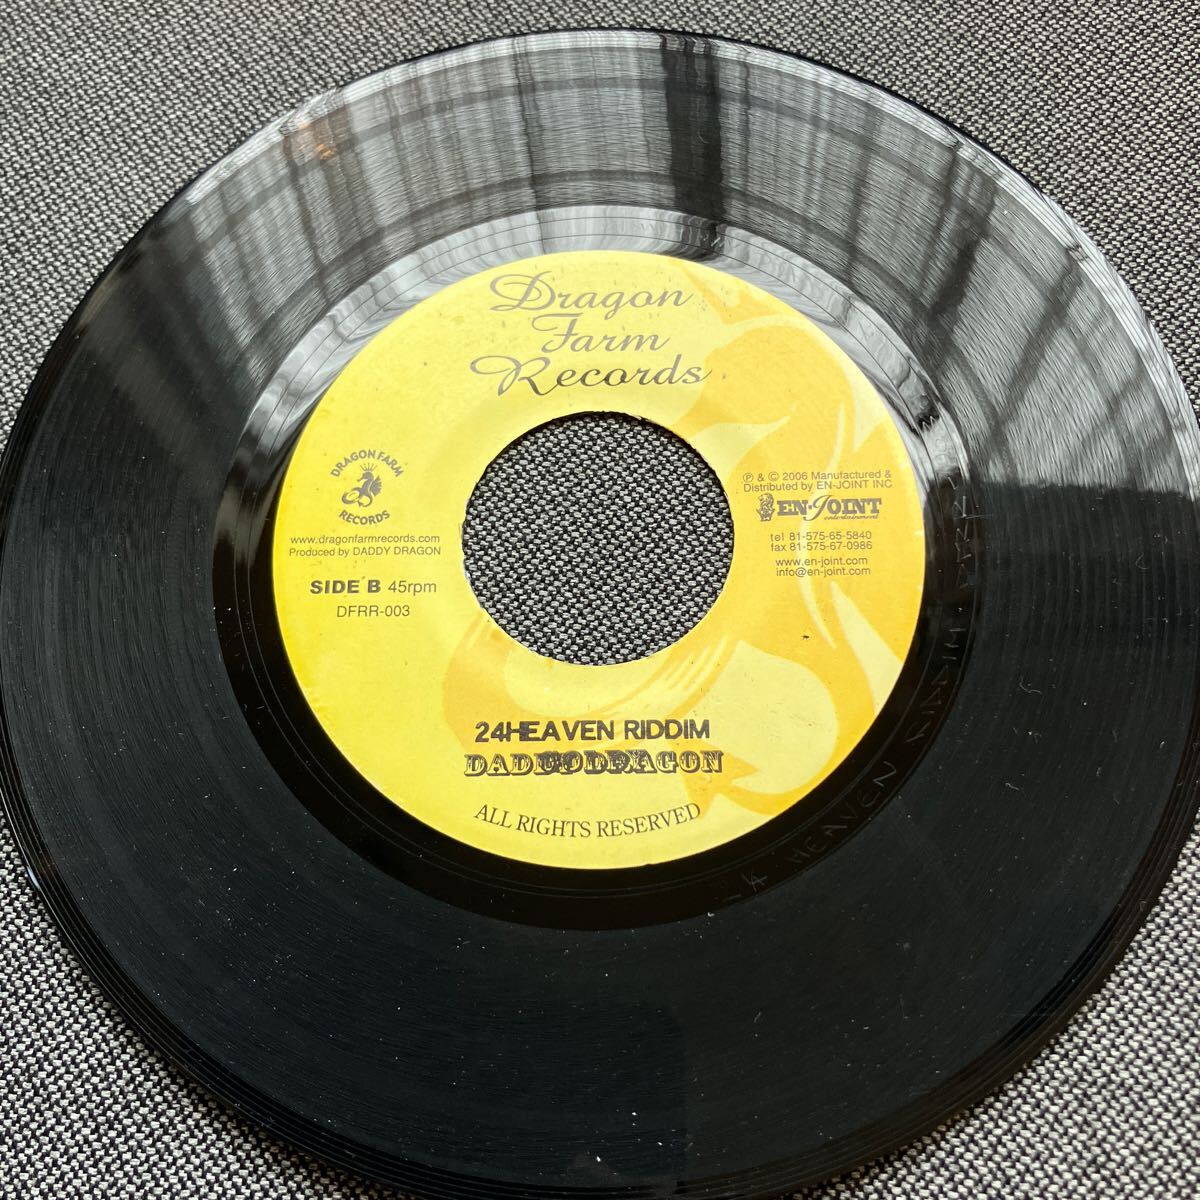 Dragon
Farm
Records
DRAGON FARM
RECORDS
www.dragonfarmrecords.com
Produced by DADDY DRAGON
SIDE B 45rpm
DFRR-003
℗ & © 2006 Manufactured &
Distributed by EN-JOINT INC
EN-JOINT
entertainment
tel 81-575-65-5840
fax 81-575-67-0986
www.en-joint.com
info@en-joint.com
24HEAVEN RIDDIM
ALL RIGHTS RESERVED
HEAVEN